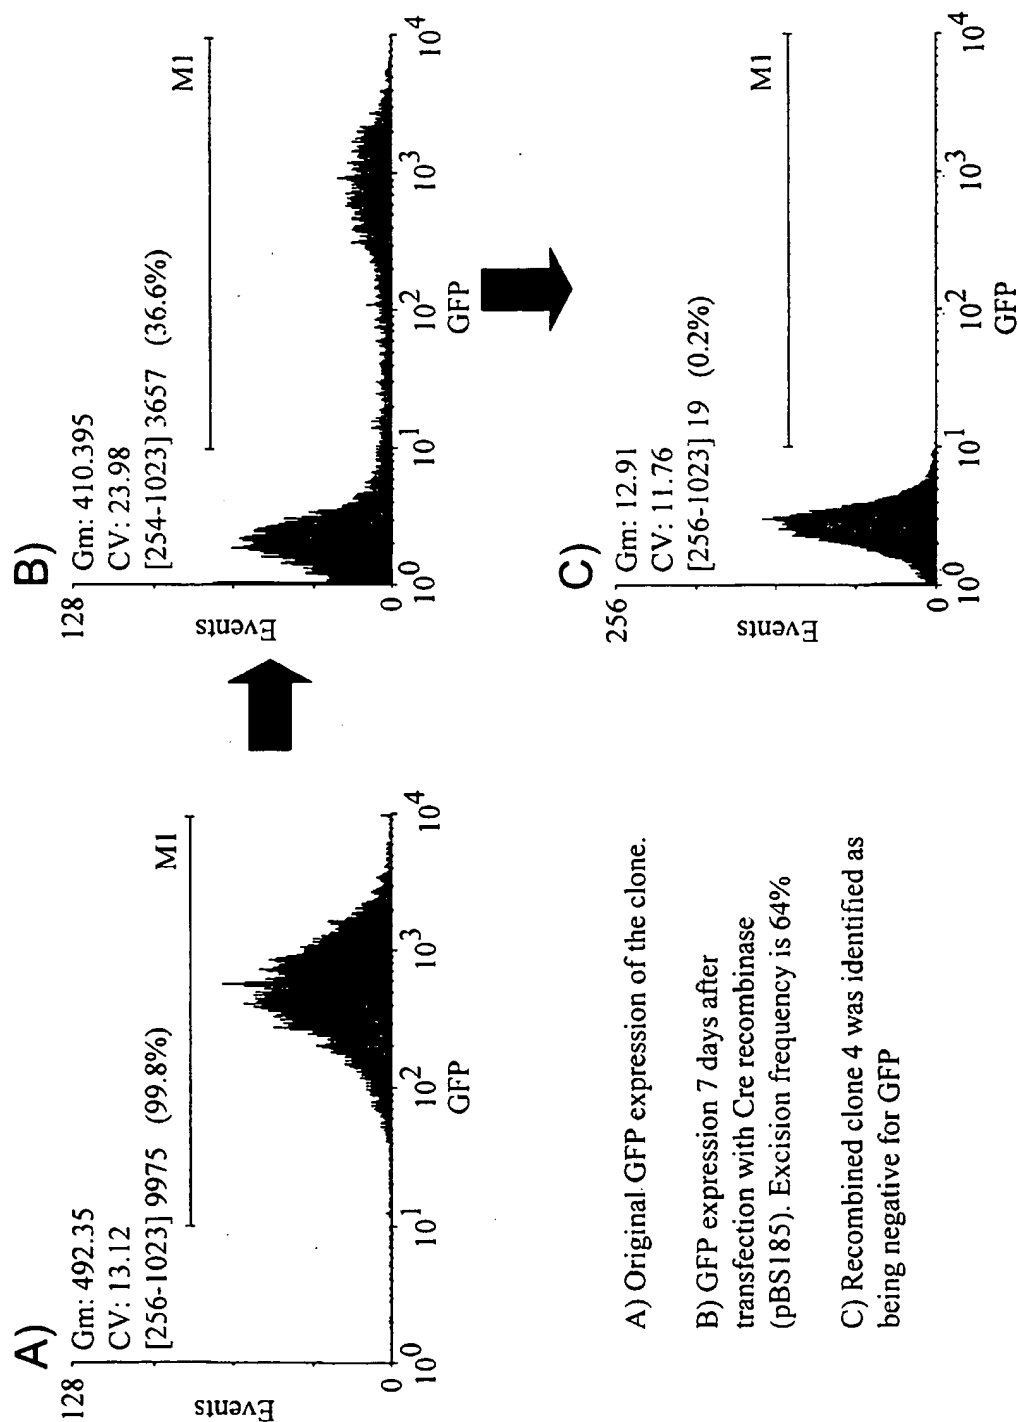 A)
128
Gm: 492.35
CV: 13.12
[256-1023] 9975 (99.8%)
M1
Events
0
10^0
10^1
10^2
10^3
10^4
GFP
B)
128
Gm: 410.395
CV: 23.98
[254-1023] 3657 (36.6%)
M1
Events
0
10^0
10^1
10^2
10^3
10^4
GFP
C)
256
Gm: 12.91
CV: 11.76
[256-1023] 19 (0.2%)
M1
Events
0
10^0
10^1
10^2
10^3
10^4
GFP
A) Original GFP expression of the clone.
B) GFP expression 7 days after
transfection with Cre recombinase
(pBS185). Excision frequency is 64%
C) Recombined clone 4 was identified as
being negative for GFP